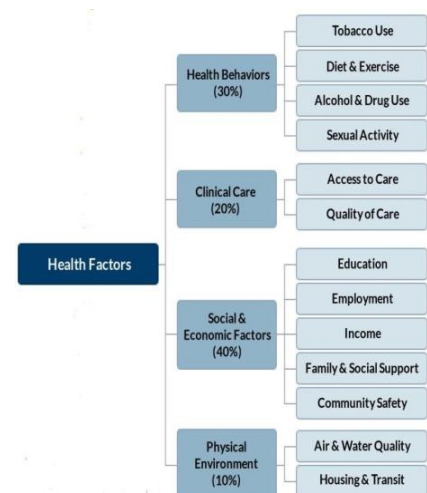 Health Factors
Health Behaviors
(30%)
Tobacco Use
Diet & Exercise
Alcohol & Drug Use
Sexual Activity
Clinical Care
(20%)
Access to Care
Quality of Care
Social &
Economic Factors
(40%)
Education
Employment
Income
Family & Social Support
Community Safety
Physical
Environment
(10%)
Air & Water Quality
Housing & Transit